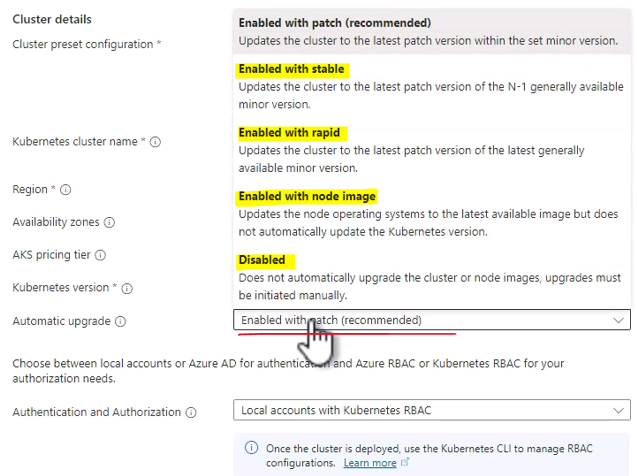 Cluster details
Cluster preset configuration *
Enabled with patch (recommended)
Updates the cluster to the latest patch version within the set minor version.
Enabled with stable
Updates the cluster to the latest patch version of the N-1 generally available
minor version.
Enabled with rapid
Updates the cluster to the latest patch version of the latest generally
available minor version.
Enabled with node image
Updates the node operating systems to the latest available image but does
not automatically update the Kubernetes version.
Disabled
Does not automatically upgrade the cluster or node images, upgrades must
be initiated manually.
Kubernetes cluster name *
Region *
Availability zones
AKS pricing tier
Kubernetes version *
Automatic upgrade
Enabled with patch (recommended)
Choose between local accounts or Azure AD for authentication and Azure RBAC or Kubernetes RBAC for your
authorization needs.
Authentication and Authorization
Local accounts with Kubernetes RBAC
Once the cluster is deployed, use the Kubernetes CLI to manage RBAC
configurations. Learn more